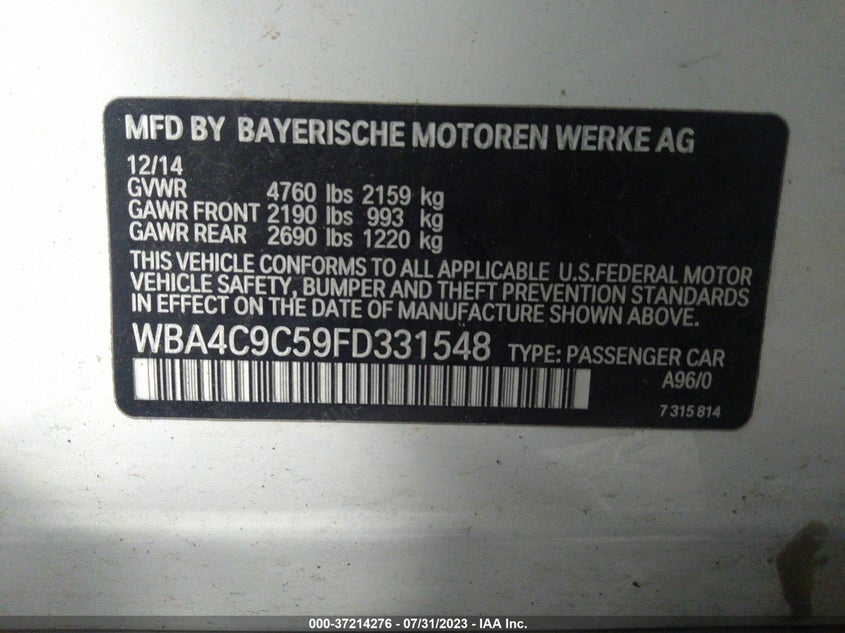 MFD BY BAYERISCHE MOTOREN WERKE AG
12/14
GVWR 4760 lbs 2159 kg
GAWR FRONT 2190 lbs 993 kg
GAWR REAR 2690 lbs 1220 kg
THIS VEHICLE CONFORMS TO ALL APPLICABLE U.S.FEDERAL MOTOR
VEHICLE SAFETY, BUMPER AND THEFT PREVENTION STANDARDS
IN EFFECT ON THE DATE OF MANUFACTURE SHOWN ABOVE.
WBA4C9C59FD331548 TYPE: PASSENGER CAR
A96/0
7 315 814
000-37214276 - 07/31/2023 - IAA Inc.